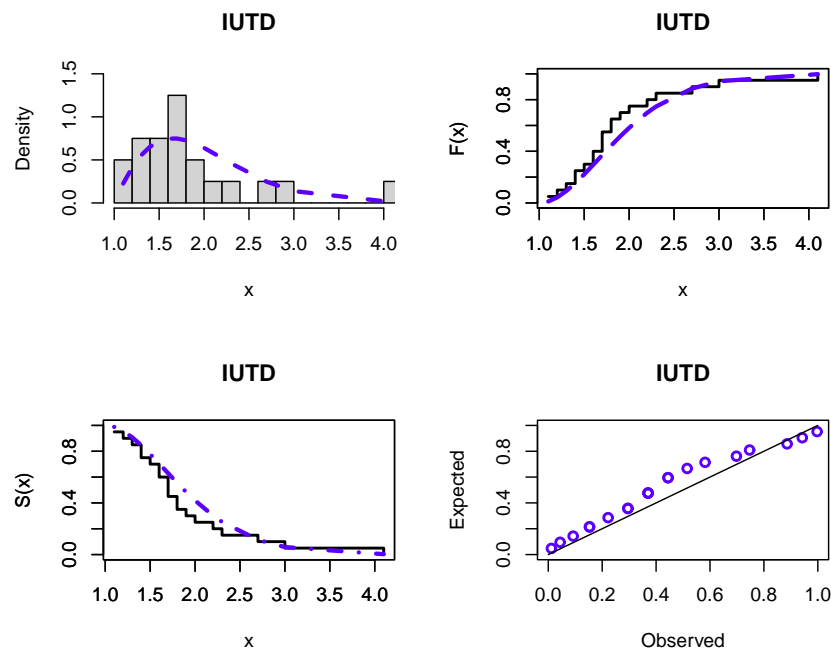 IUTD
Density
0.0 0.5 1.0 1.5
1.0 1.5 2.0 2.5 3.0 3.5 4.0
x
IUTD
F(x)
0.0 0.4 0.8
1.0 1.5 2.0 2.5 3.0 3.5 4.0
x
IUTD
S(x)
0.0 0.4 0.8
1.0 1.5 2.0 2.5 3.0 3.5 4.0
x
IUTD
Expected
0.0 0.4 0.8
0.0 0.2 0.4 0.6 0.8 1.0
Observed